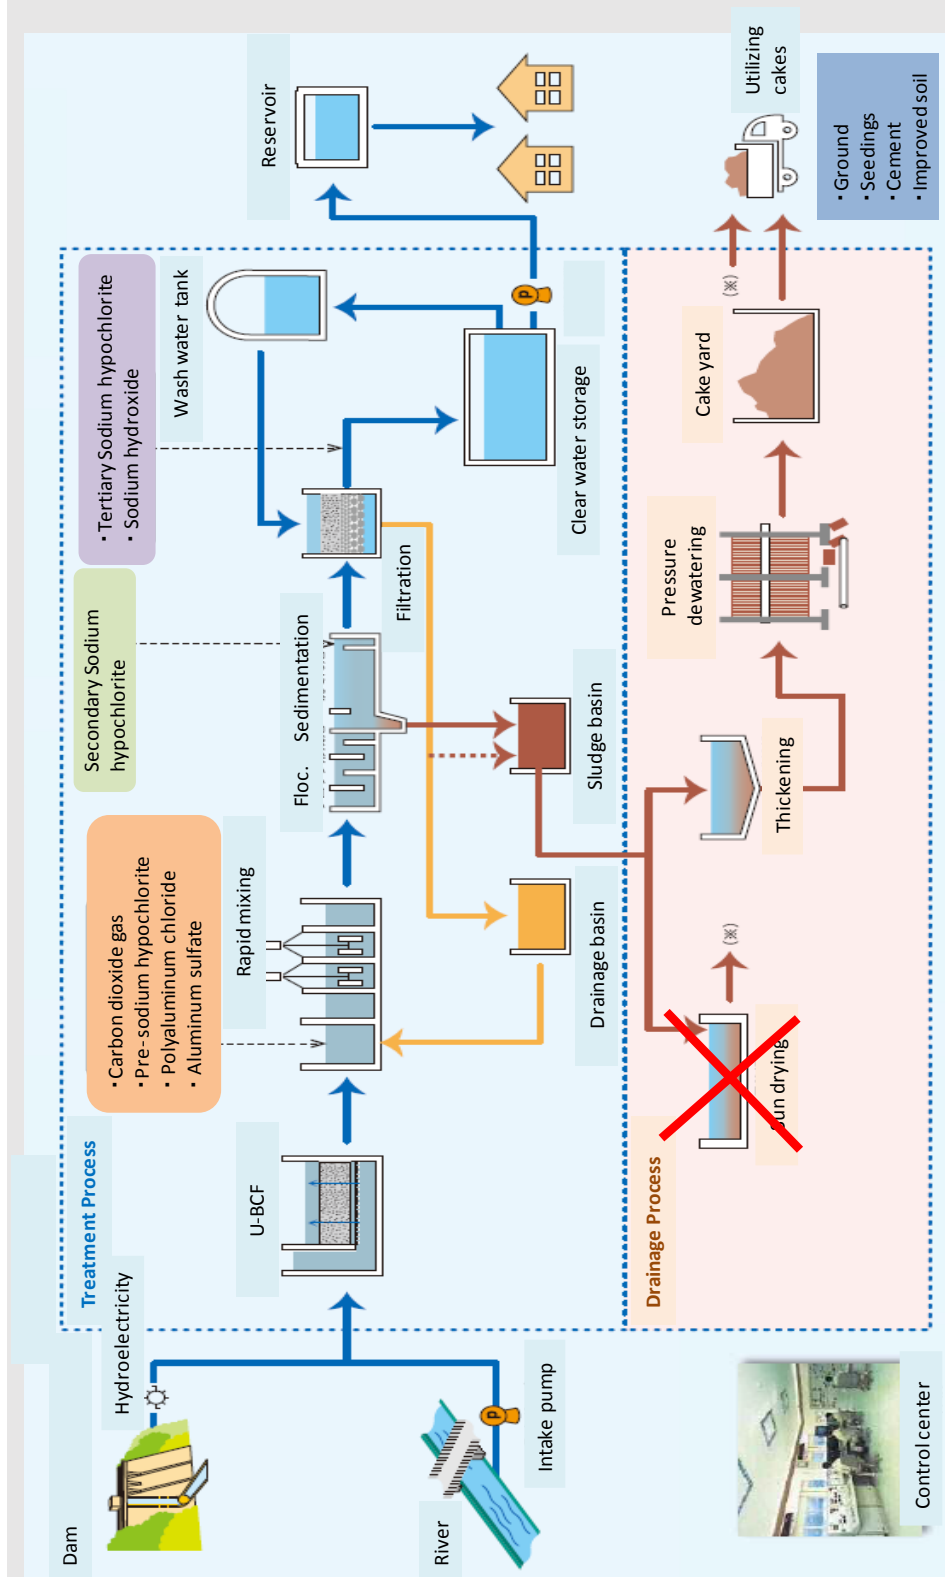 Dam
Hydroelectricity
River
Intake pump
Treatment Process
U-BCF
・Carbon dioxide gas
・Pre-sodium hypochlorite
・Polyaluminum chloride
・Aluminum sulfate
Rapid mixing
Secondary Sodium
hypochlorite
Floc.
Sedimentation
・Tertiary Sodium hypochlorite
・Sodium hydroxide
Filtration
Wash water tank
Clear water storage
P
P
Reservoir
Drainage basin
Sludge basin
Drainage Process
Sun drying
(※)
Thickening
Pressure
dewatering
Cake yard
(※)
Utilizing
cakes
・Ground
・Seedings
・Cement
・Improved soil
Control center